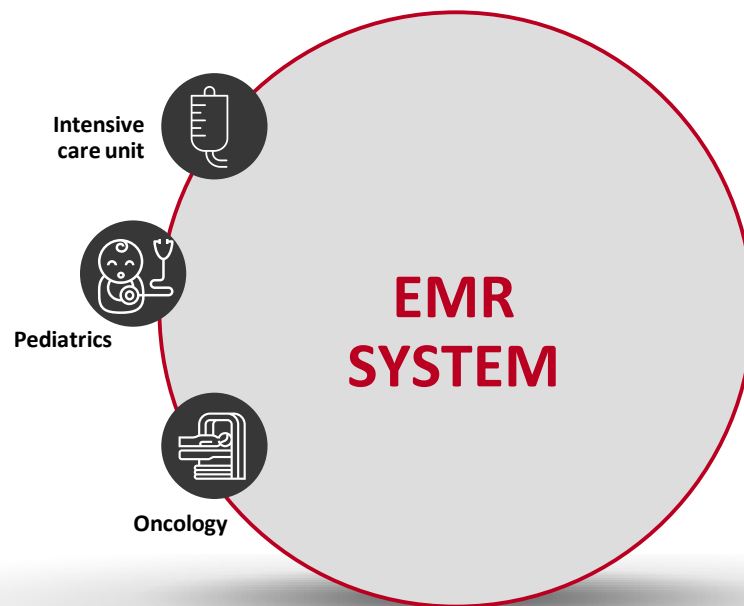 Intensive
care unit
Pediatrics
EMR
SYSTEM
Oncology